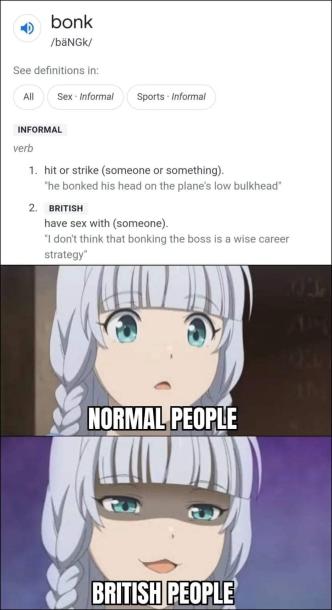 bonk
/bäNGk/
See definitions in:
All
Sex · Informal
Sports · Informal
INFORMAL
verb
1. hit or strike (someone or something).
"he bonked his head on the plane's low bulkhead"
2. BRITISH
have sex with (someone).
"I don't think that bonking the boss is a wise career
strategy"
NORMAL PEOPLE
BRITISH PEOPLE